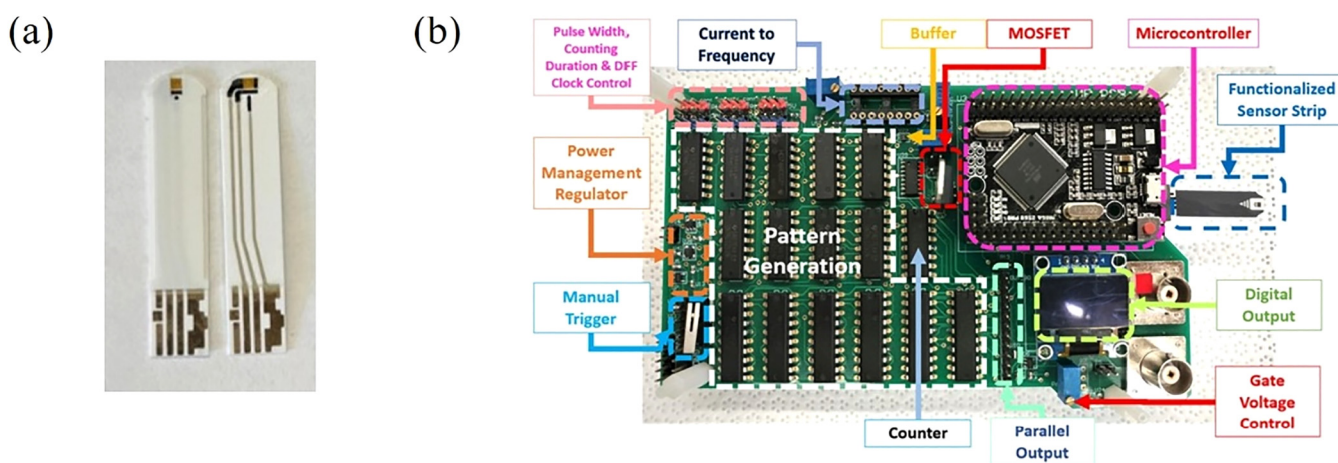 (a)
(b)
Pulse Width,
Counting
Duration & DFF
Clock Control
Current to
Frequency
Buffer
MOSFET
Microcontroller
Functionalized
Sensor Strip
Power
Management
Regulator
Pattern
Generation
Manual
Trigger
Digital
Output
Counter
Parallel
Output
Gate
Voltage
Control